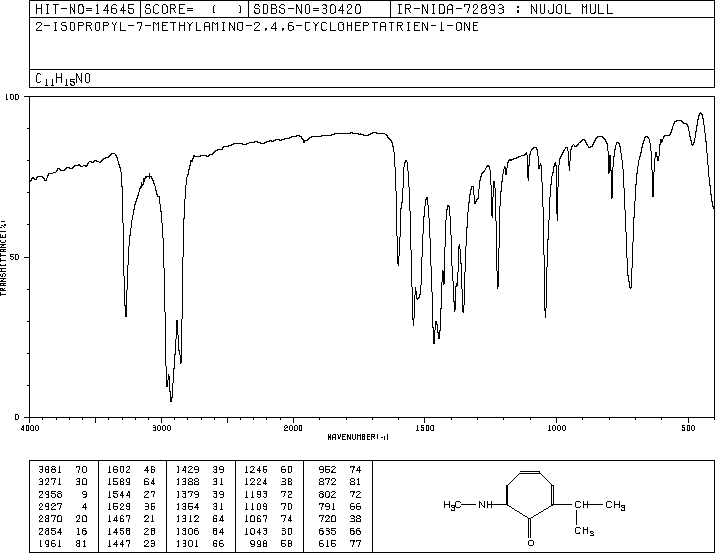 HIT-NO=14645 SCORE= ( ) SDBS-NO=30420 IR-NIDA-72893 : NUJOL MULL
2-ISOPROPYL-7-METHYLAMINO-2,4,6-CYCLOHEPTATRIEN-1-ONE
C11H15NO
100
50
0
TRANSMITTANCE(%)
4000 3000 2000 1500 1000 500
WAVENUMBER(-1)
3881 70 1602 46 1429 39 1246 60 952 74
3271 30 1589 64 1388 31 1224 38 872 81
2958 9 1544 27 1379 39 1193 72 802 72
2927 4 1529 36 1354 31 1109 70 791 66
2870 20 1467 21 1312 64 1067 74 720 38
2854 16 1458 28 1306 64 1043 30 635 66
1961 81 1447 23 1301 66 998 58 616 77
H3C NH CH CH3
CH3
O